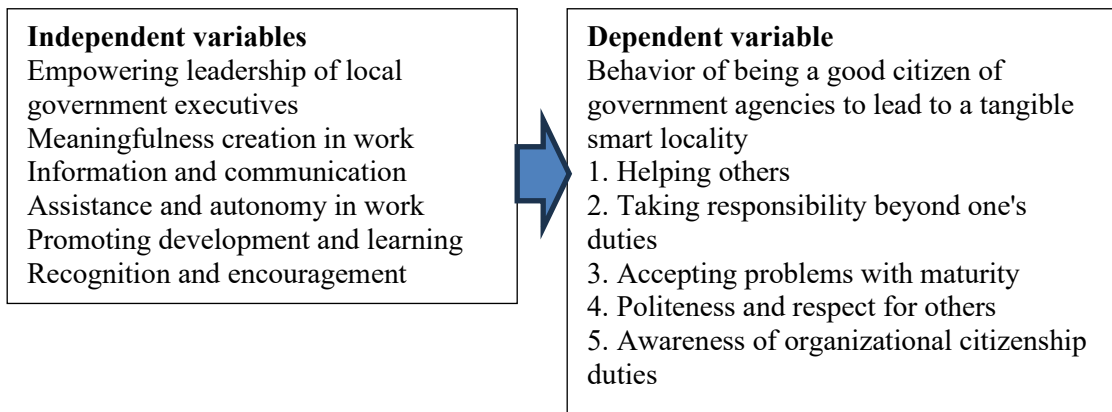 Independent variables
Empowering leadership of local
government executives
Meaningfulness creation in work
Information and communication
Assistance and autonomy in work
Promoting development and learning
Recognition and encouragement
Dependent variable
Behavior of being a good citizen of
government agencies to lead to a tangible
smart locality
1. Helping others
2. Taking responsibility beyond one's
duties
3. Accepting problems with maturity
4. Politeness and respect for others
5. Awareness of organizational citizenship
duties